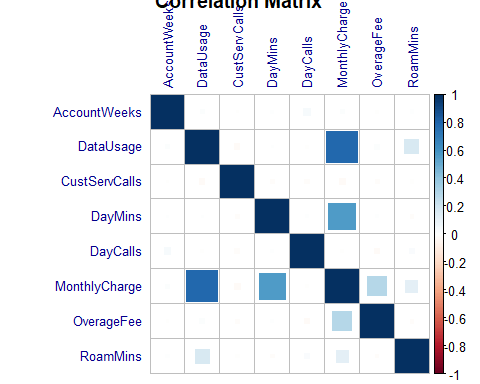 Correlation Matrix
AccountWeeks
DataUsage
CustServCalls
DayMins
DayCalls
MonthlyCharge
OverageFee
RoamMins
AccountWeeks
DataUsage
CustServCalls
DayMins
DayCalls
MonthlyCharge
OverageFee
RoamMins
1
0.8
0.6
0.4
0.2
0
-0.2
-0.4
-0.6
-0.8
-1